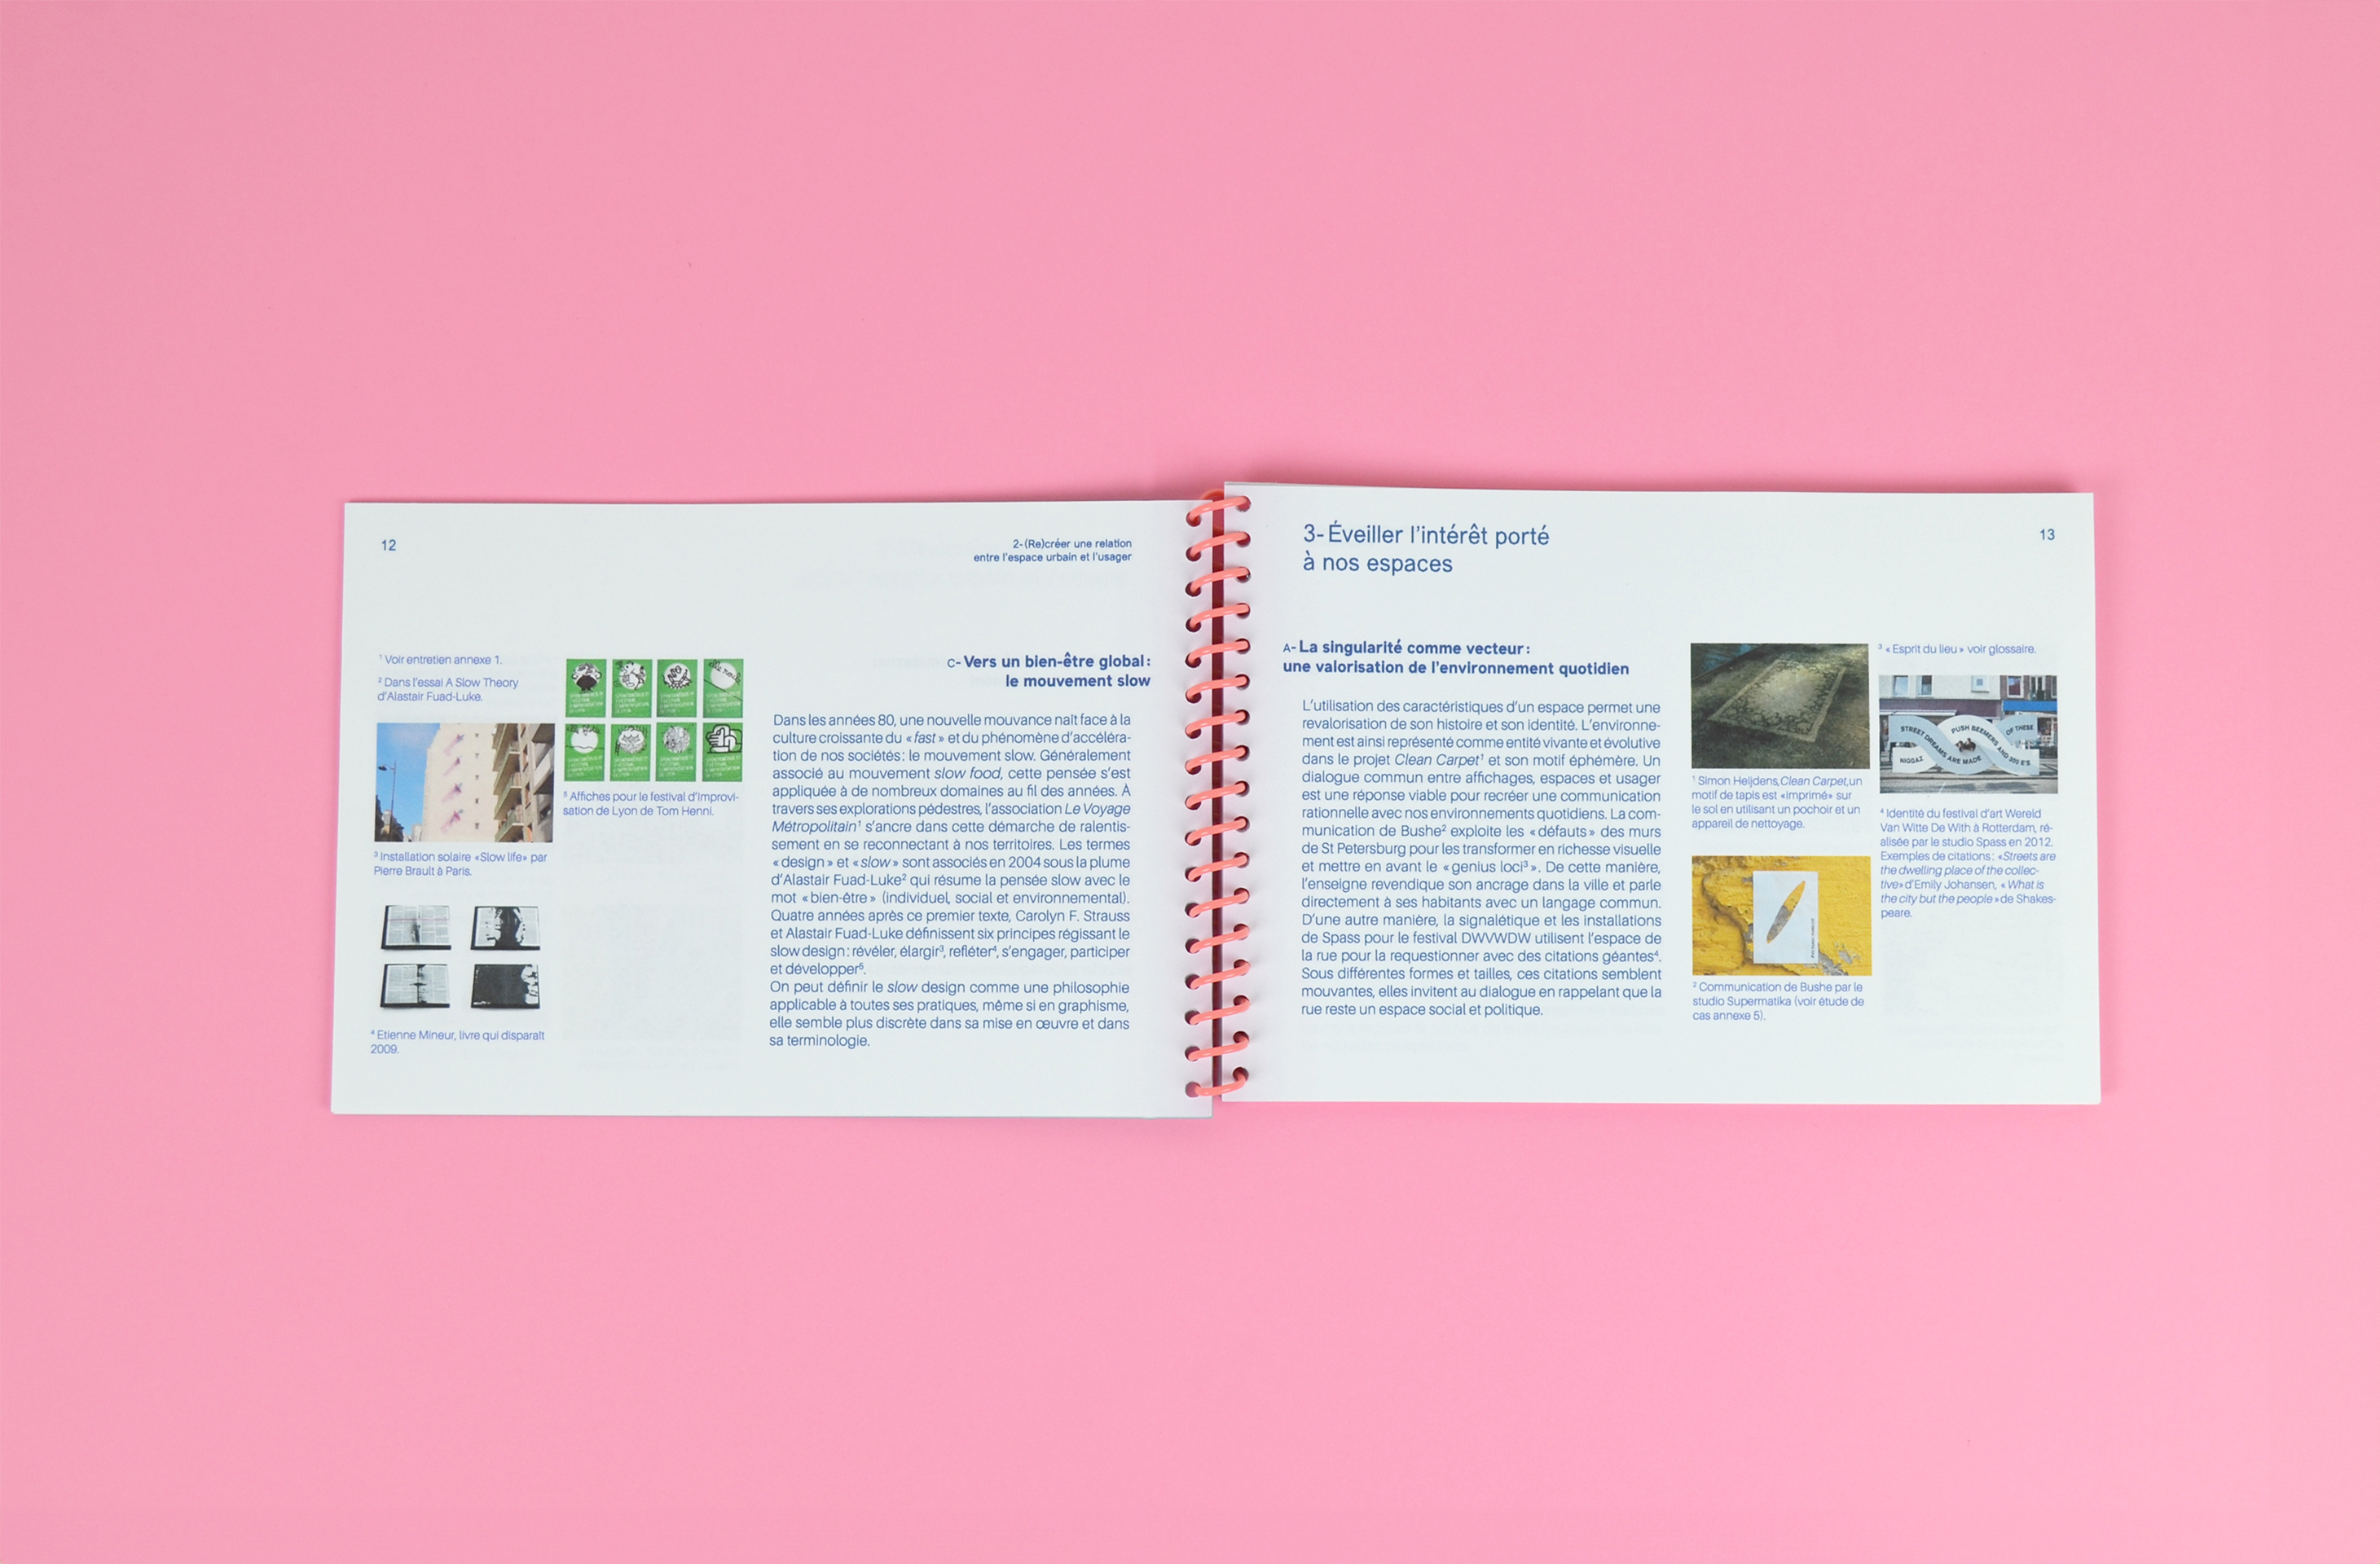 12
2- (Re)créer une relation
entre l'espace urbain et l'usager
¹ Voir entretien annexe 1.
² Dans l'essai A Slow Theory
d'Alastair Fuad-Luke.
³ Installation solaire «Slow life» par
Pierre Brault à Paris.
⁴ Etienne Mineur, livre qui disparaît
2009.
⁵ Affiches pour le festival d'Improvi-
sation de Lyon de Tom Henni.
C- Vers un bien-être global :
le mouvement slow
Dans les années 80, une nouvelle mouvance naît face à la
culture croissante du « fast » et du phénomène d'accéléra-
tion de nos sociétés : le mouvement slow. Généralement
associé au mouvement slow food, cette pensée s'est
appliquée à de nombreux domaines au fil des années. À
travers ses explorations pédestres, l'association Le Voyage
Métropolitain¹ s'ancre dans cette démarche de ralentis-
sement en se reconnectant à nos territoires. Les termes
« design » et « slow » sont associés en 2004 sous la plume
d'Alastair Fuad-Luke² qui résume la pensée slow avec le
mot « bien-être » (individuel, social et environnemental).
Quatre années après ce premier texte, Carolyn F. Strauss
et Alastair Fuad-Luke définissent six principes régissant le
slow design : révéler, élargir³, refléter⁴, s'engager, participer
et développer⁵.
On peut définir le slow design comme une philosophie
applicable à toutes ses pratiques, même si en graphisme,
elle semble plus discrète dans sa mise en œuvre et dans
sa terminologie.
3- Éveiller l'intérêt porté
à nos espaces
13
A- La singularité comme vecteur :
une valorisation de l'environnement quotidien
L'utilisation des caractéristiques d'un espace permet une
revalorisation de son histoire et son identité. L'environne-
ment est ainsi représenté comme entité vivante et évolutive
dans le projet Clean Carpet¹ et son motif éphémère. Un
dialogue commun entre affichages, espaces et usager
est une réponse viable pour recréer une communication
rationnelle avec nos environnements quotidiens. La com-
munication de Bushe² exploite les « défauts » des murs
de St Petersburg pour les transformer en richesse visuelle
et mettre en avant le « genius loci³ ». De cette manière,
l'enseigne revendique son ancrage dans la ville et parle
directement à ses habitants avec un langage commun.
D'une autre manière, la signalétique et les installations
de Spass pour le festival DWVWDW utilisent l'espace de
la rue pour la requestionner avec des citations géantes⁴.
Sous différentes formes et tailles, ces citations semblent
mouvantes, elles invitent au dialogue en rappelant que la
rue reste un espace social et politique.
¹ Simon Heijdens, Clean Carpet, un
motif de tapis est «imprimé» sur
le sol en utilisant un pochoir et un
appareil de nettoyage.
² Communication de Bushe par le
studio Supermatika (voir étude de
cas annexe 5).
³ « Esprit du lieu » voir glossaire.
STREET DREAMS ARE MADE
PUSH BEEMERS AND 300 E'S
OF THESE
NIGGAZ
⁴ Identité du festival d'art Wereld
Van Witte De With à Rotterdam, ré-
alisée par le studio Spass en 2012.
Exemples de citations : «Streets are
the dwelling place of the collec-
tive» d'Emily Johansen, « What is
the city but the people » de Shakes-
peare.